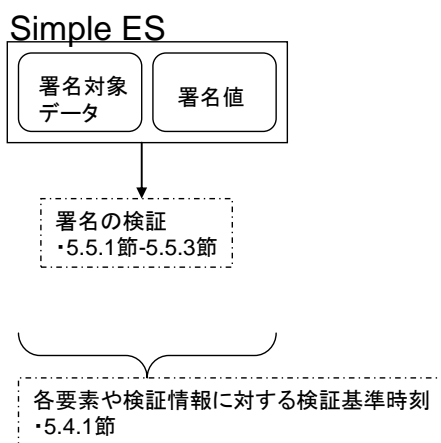 Simple ES
署名対象
データ
署名値
署名の検証
・5.5.1節-5.5.3節
各要素や検証情報に対する検証基準時刻
・5.4.1節